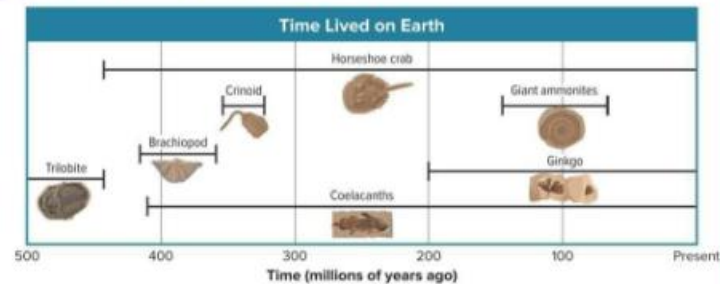 Time Lived on Earth
Horseshoe crab
Crinoid
Giant ammonites
Brachiopod
Ginkgo
Trilobite
Coelacanths
500 400 300 200 100 Present
Time (millions of years ago)